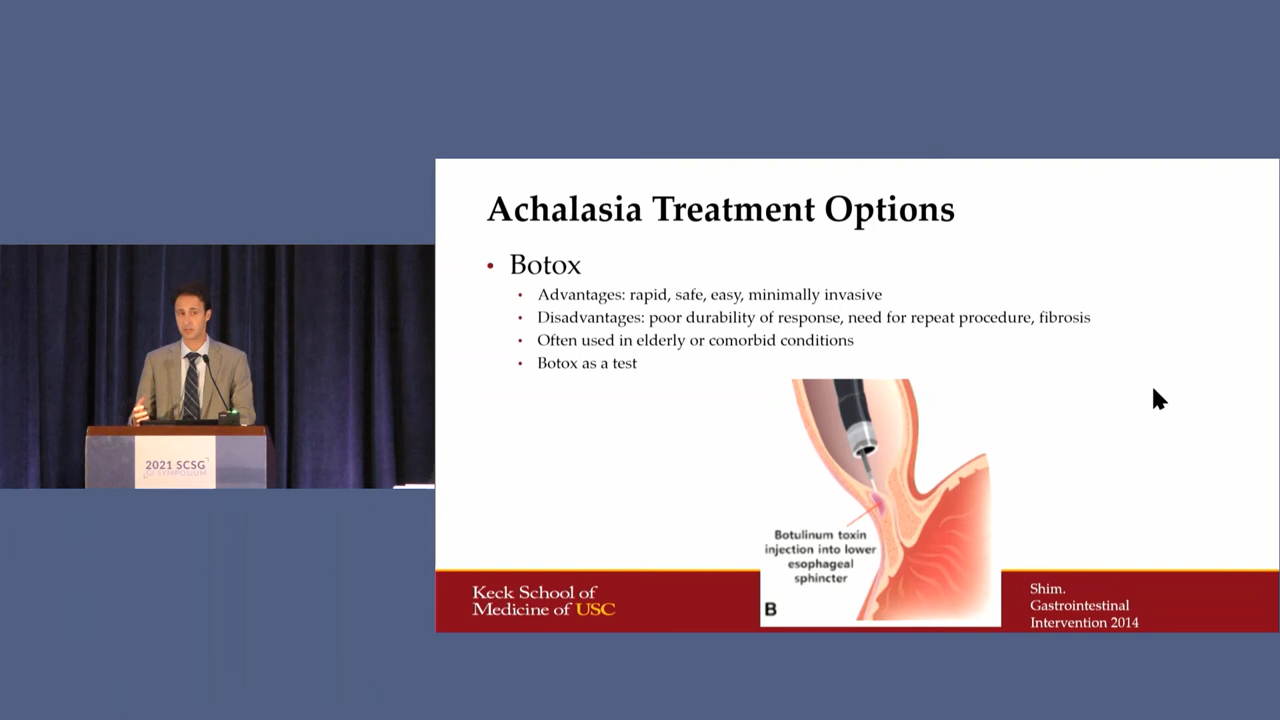 Achalasia Treatment Options
• Botox
• Advantages: rapid, safe, easy, minimally invasive
• Disadvantages: poor durability of response, need for repeat procedure, fibrosis
• Often used in elderly or comorbid conditions
• Botox as a test
Botulinum toxin
injection into lower
esophageal
sphincter
B
Keck School of
Medicine of USC
Shim.
Gastrointestinal
Intervention 2014
2021 SCSG
GI SYMPOSIUM